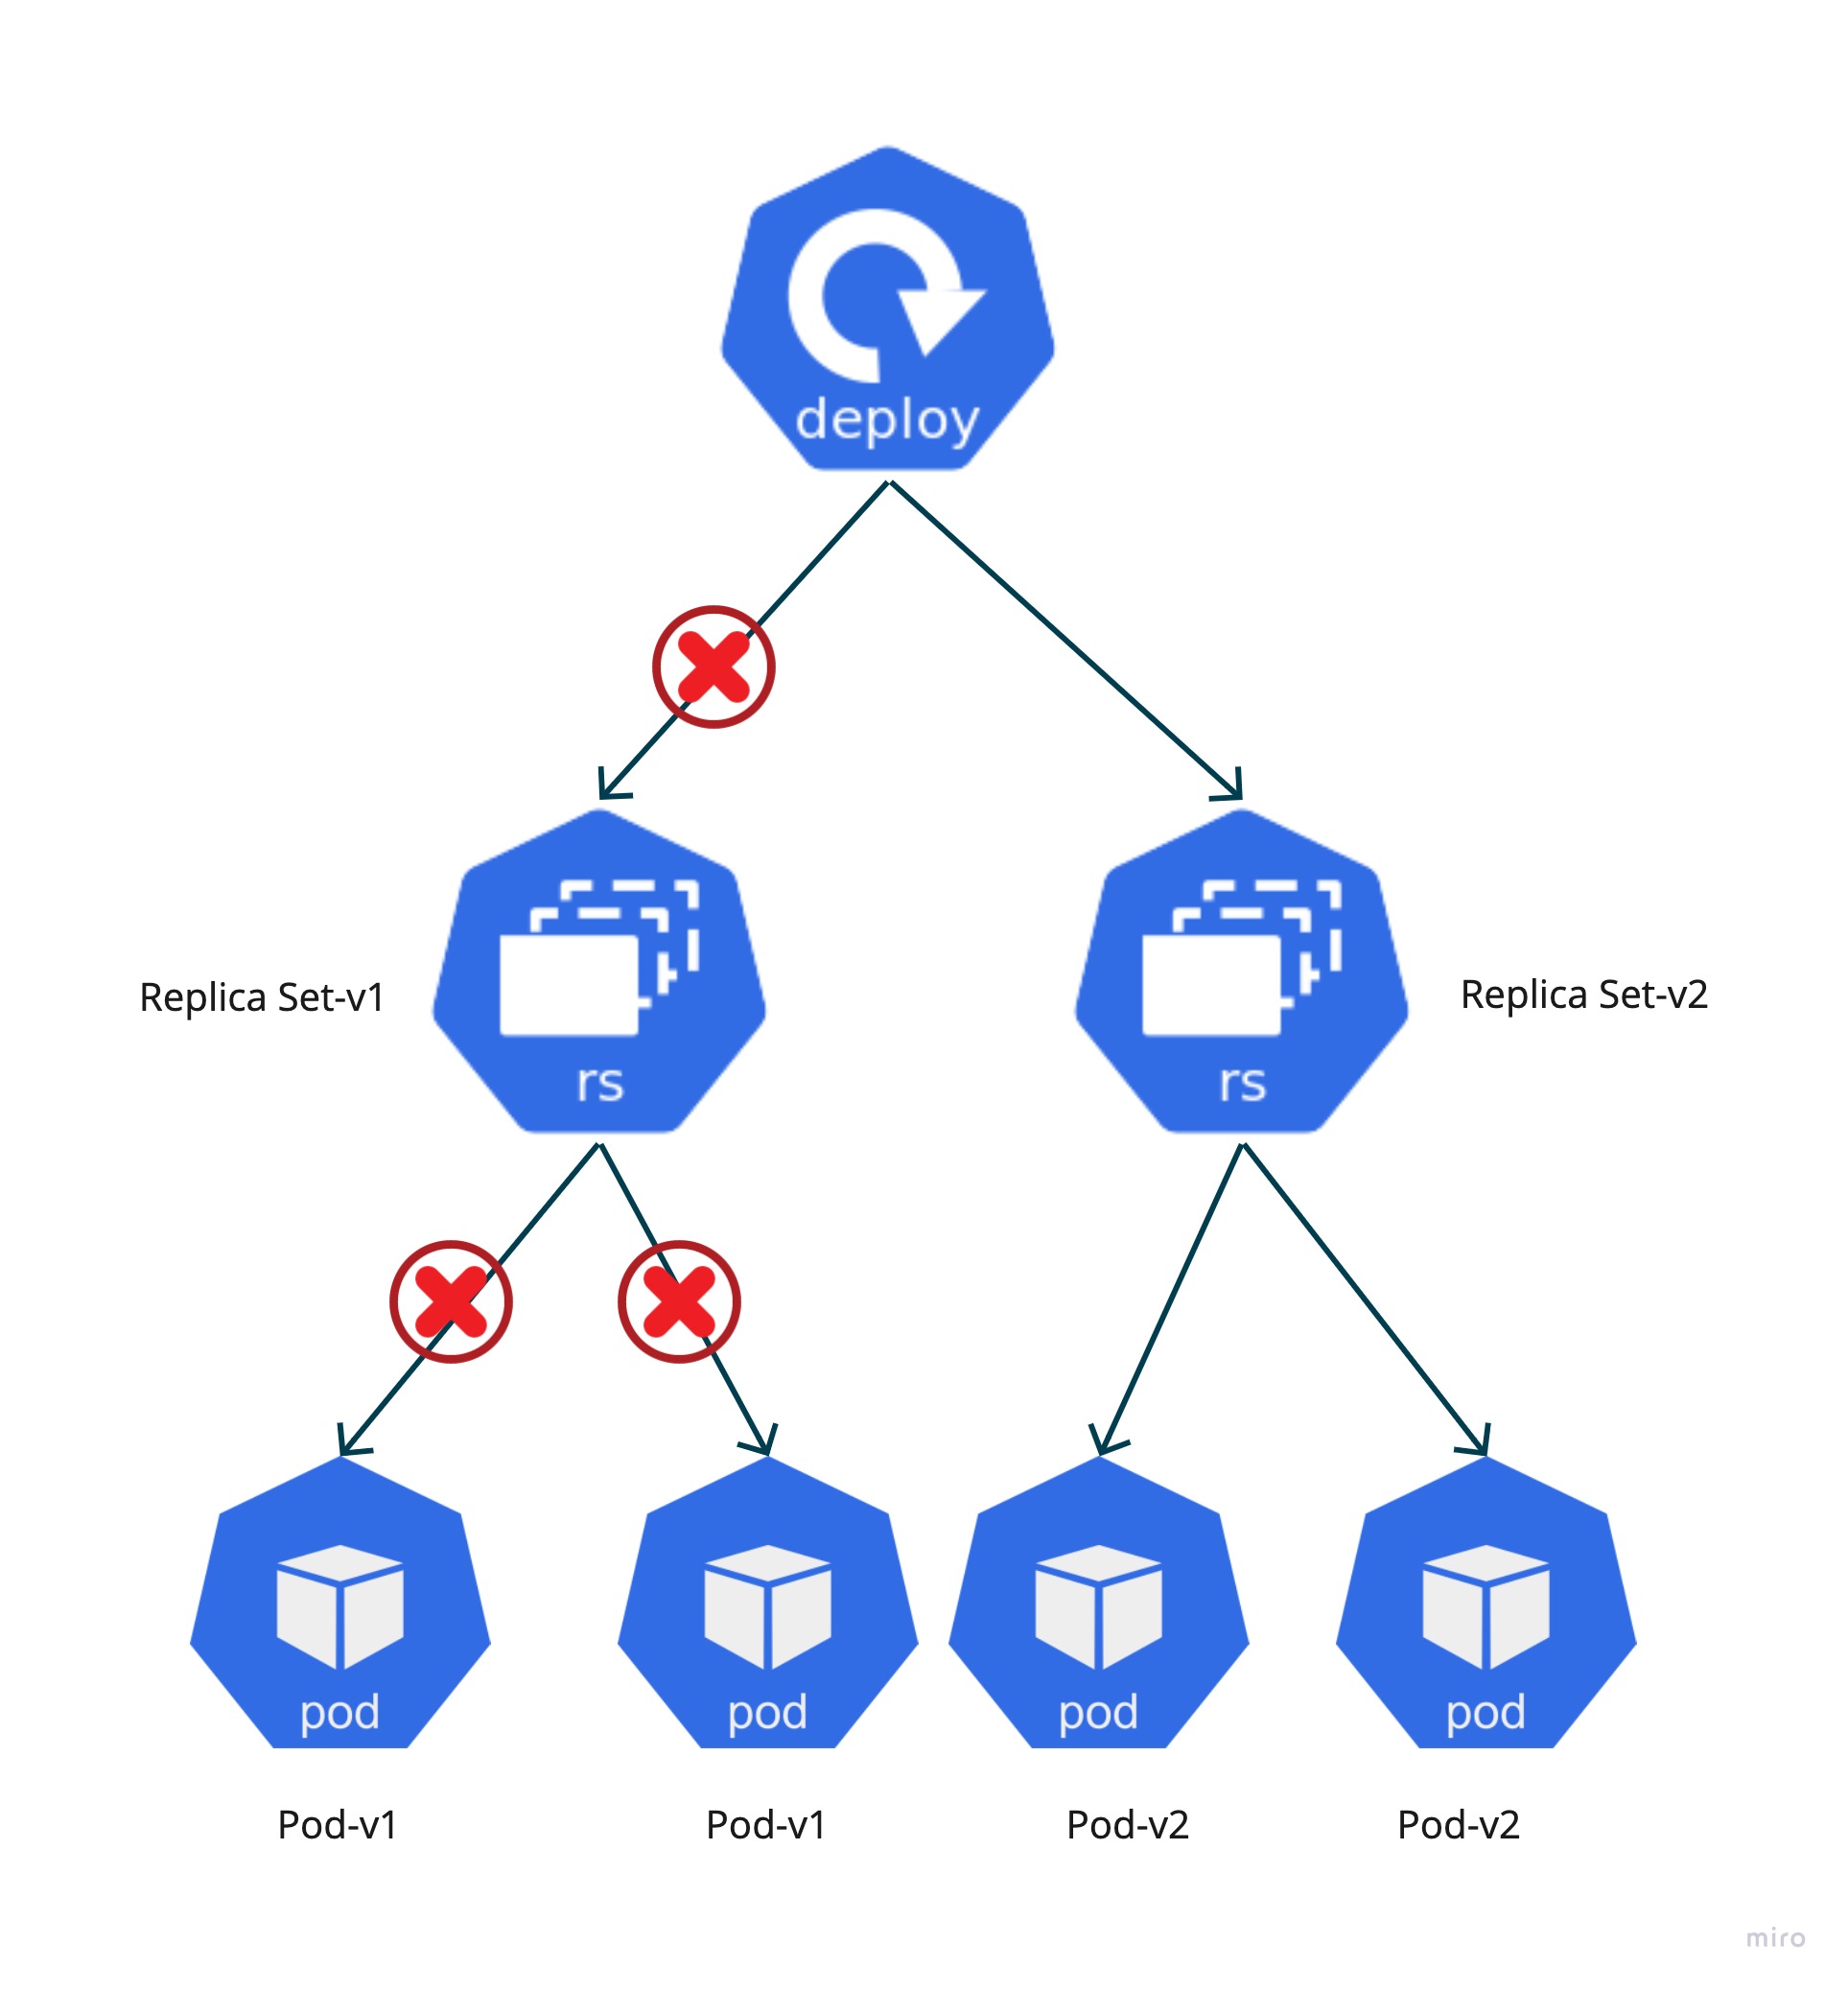 deploy
Replica Set-v1
rs
rs
Replica Set-v2
pod
pod
pod
pod
Pod-v1
Pod-v1
Pod-v2
Pod-v2
miro